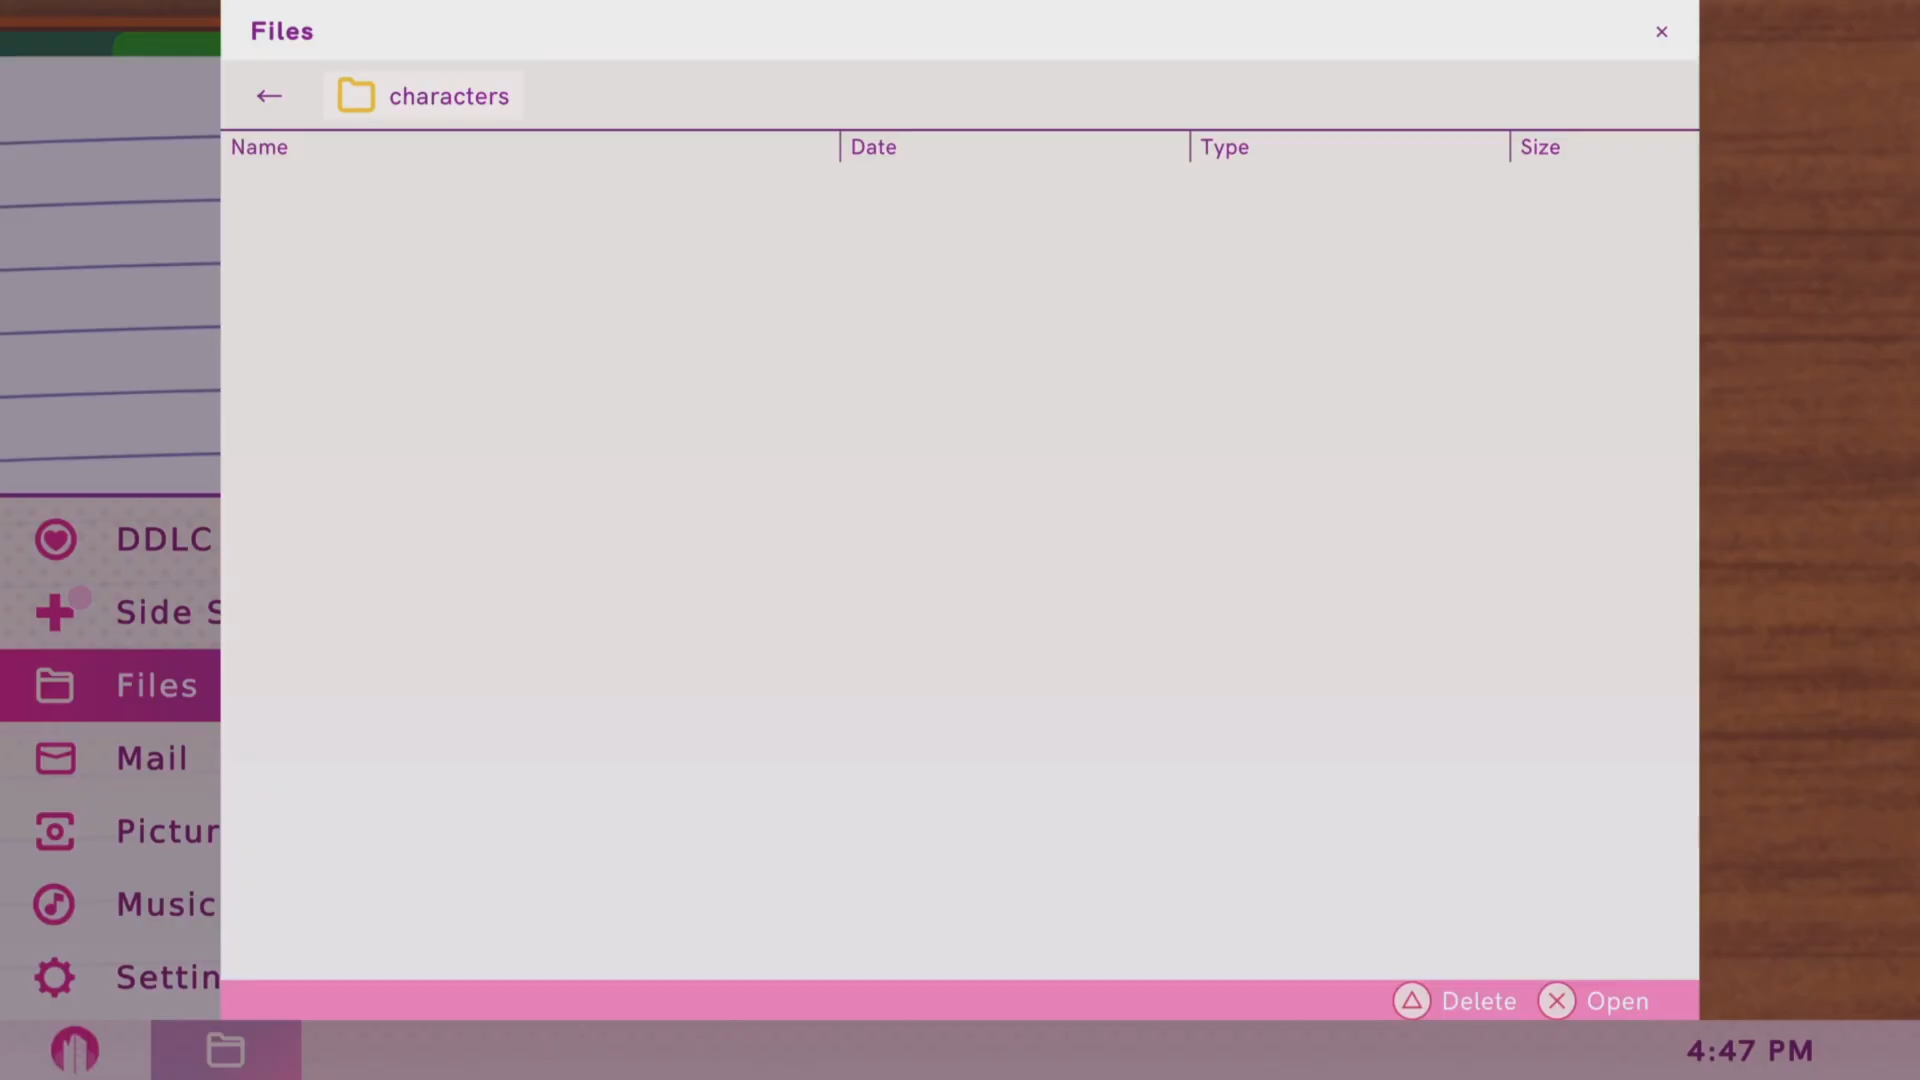 Files
×
← characters
Name Date Type Size
DDLC
Side S
Files
Mail
Pictur
Music
Settin
Delete Open
4:47 PM